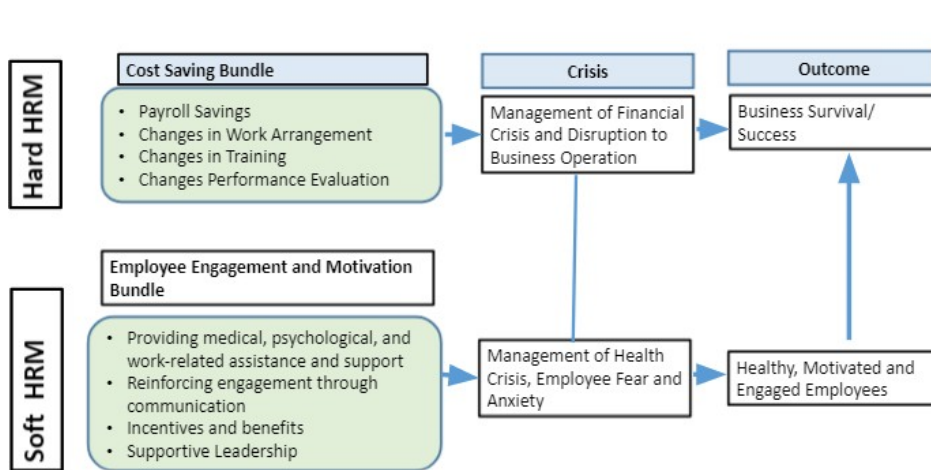 Hard HRM
Cost Saving Bundle
• Payroll Savings
• Changes in Work Arrangement
• Changes in Training
• Changes Performance Evaluation
Crisis
Management of Financial
Crisis and Disruption to
Business Operation
Outcome
Business Survival/
Success
Soft HRM
Employee Engagement and Motivation
Bundle
• Providing medical, psychological, and
work-related assistance and support
• Reinforcing engagement through
communication
• Incentives and benefits
• Supportive Leadership
Management of Health
Crisis, Employee Fear and
Anxiety
Healthy, Motivated and
Engaged Employees